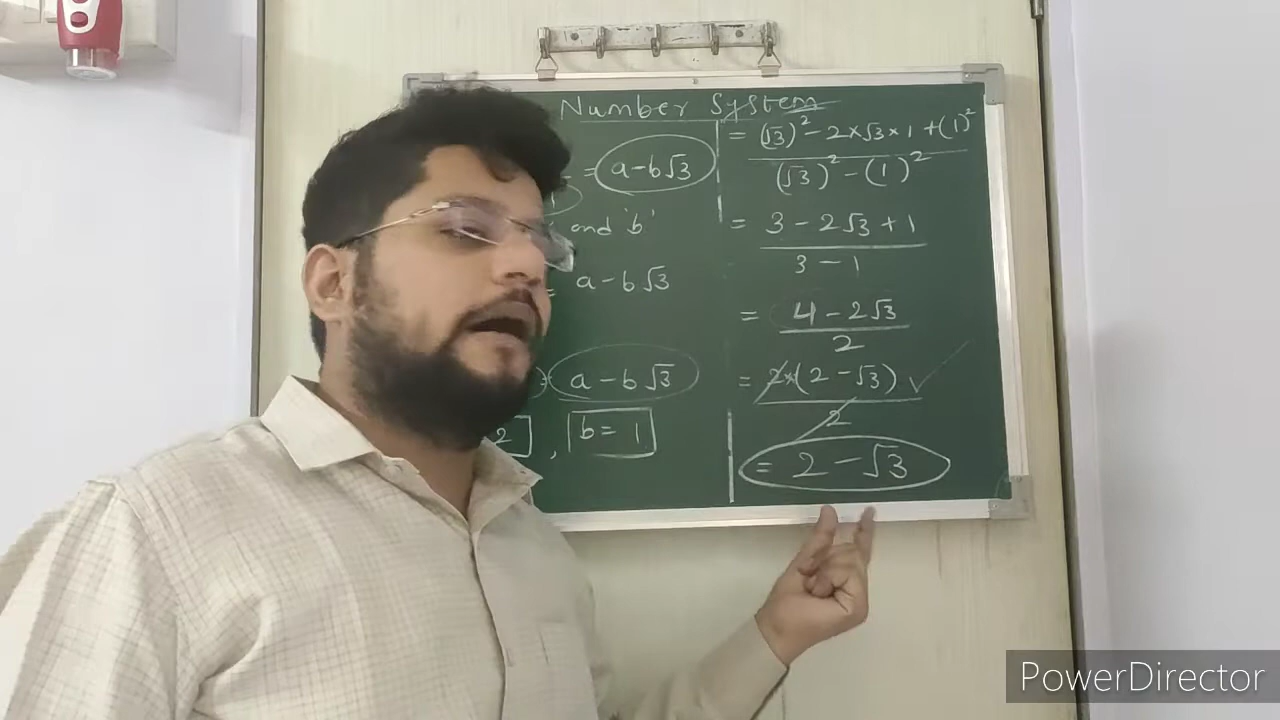 Number System
= a-b√3
and 'b'
= a-b√3
= a-b√3
2 , b = 1
= (√3)² - 2×√3×1 + (1)²
(√3)² - (1)²
= 3 - 2√3 + 1
3 - 1
= 4 - 2√3
2
= 2×(2 - √3) ✓
2
= 2 - √3
PowerDirector